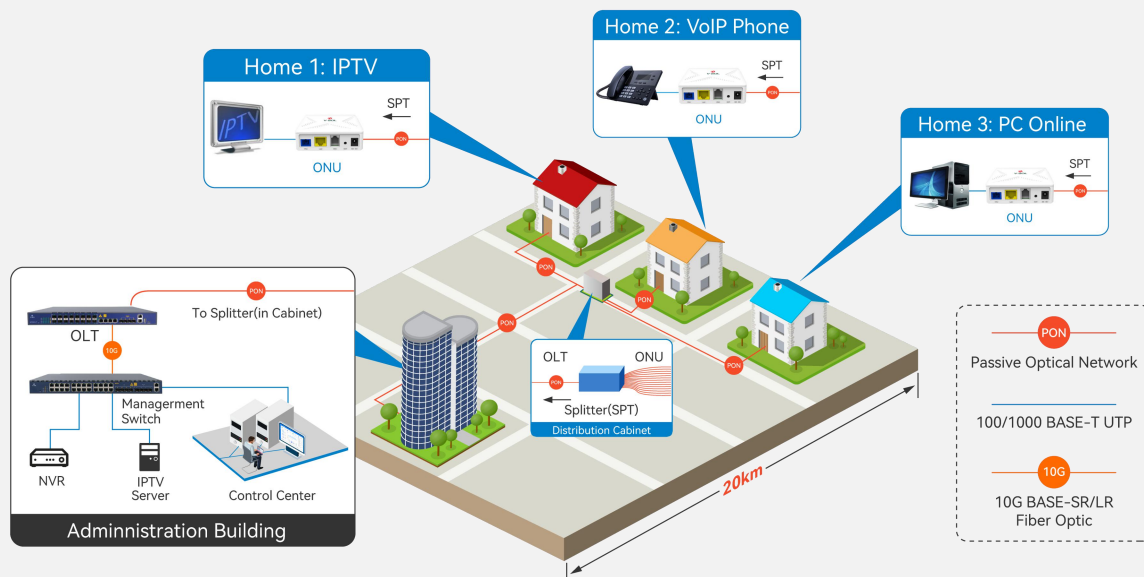 Home 1: IPTV
IPTV
SPT
PON
ONU
Home 2: VoIP Phone
SPT
PON
ONU
Home 3: PC Online
SPT
PON
ONU
PON
To Splitter(in Cabinet)
OLT
10G
Managerment
Switch
NVR
IPTV
Server
Control Center
Adminnistration Building
PON
PON
PON
PON
OLT
ONU
PON
Splitter(SPT)
Distribution Cabinet
20km
PON
Passive Optical Network
100/1000 BASE-T UTP
10G
10G BASE-SR/LR
Fiber Optic